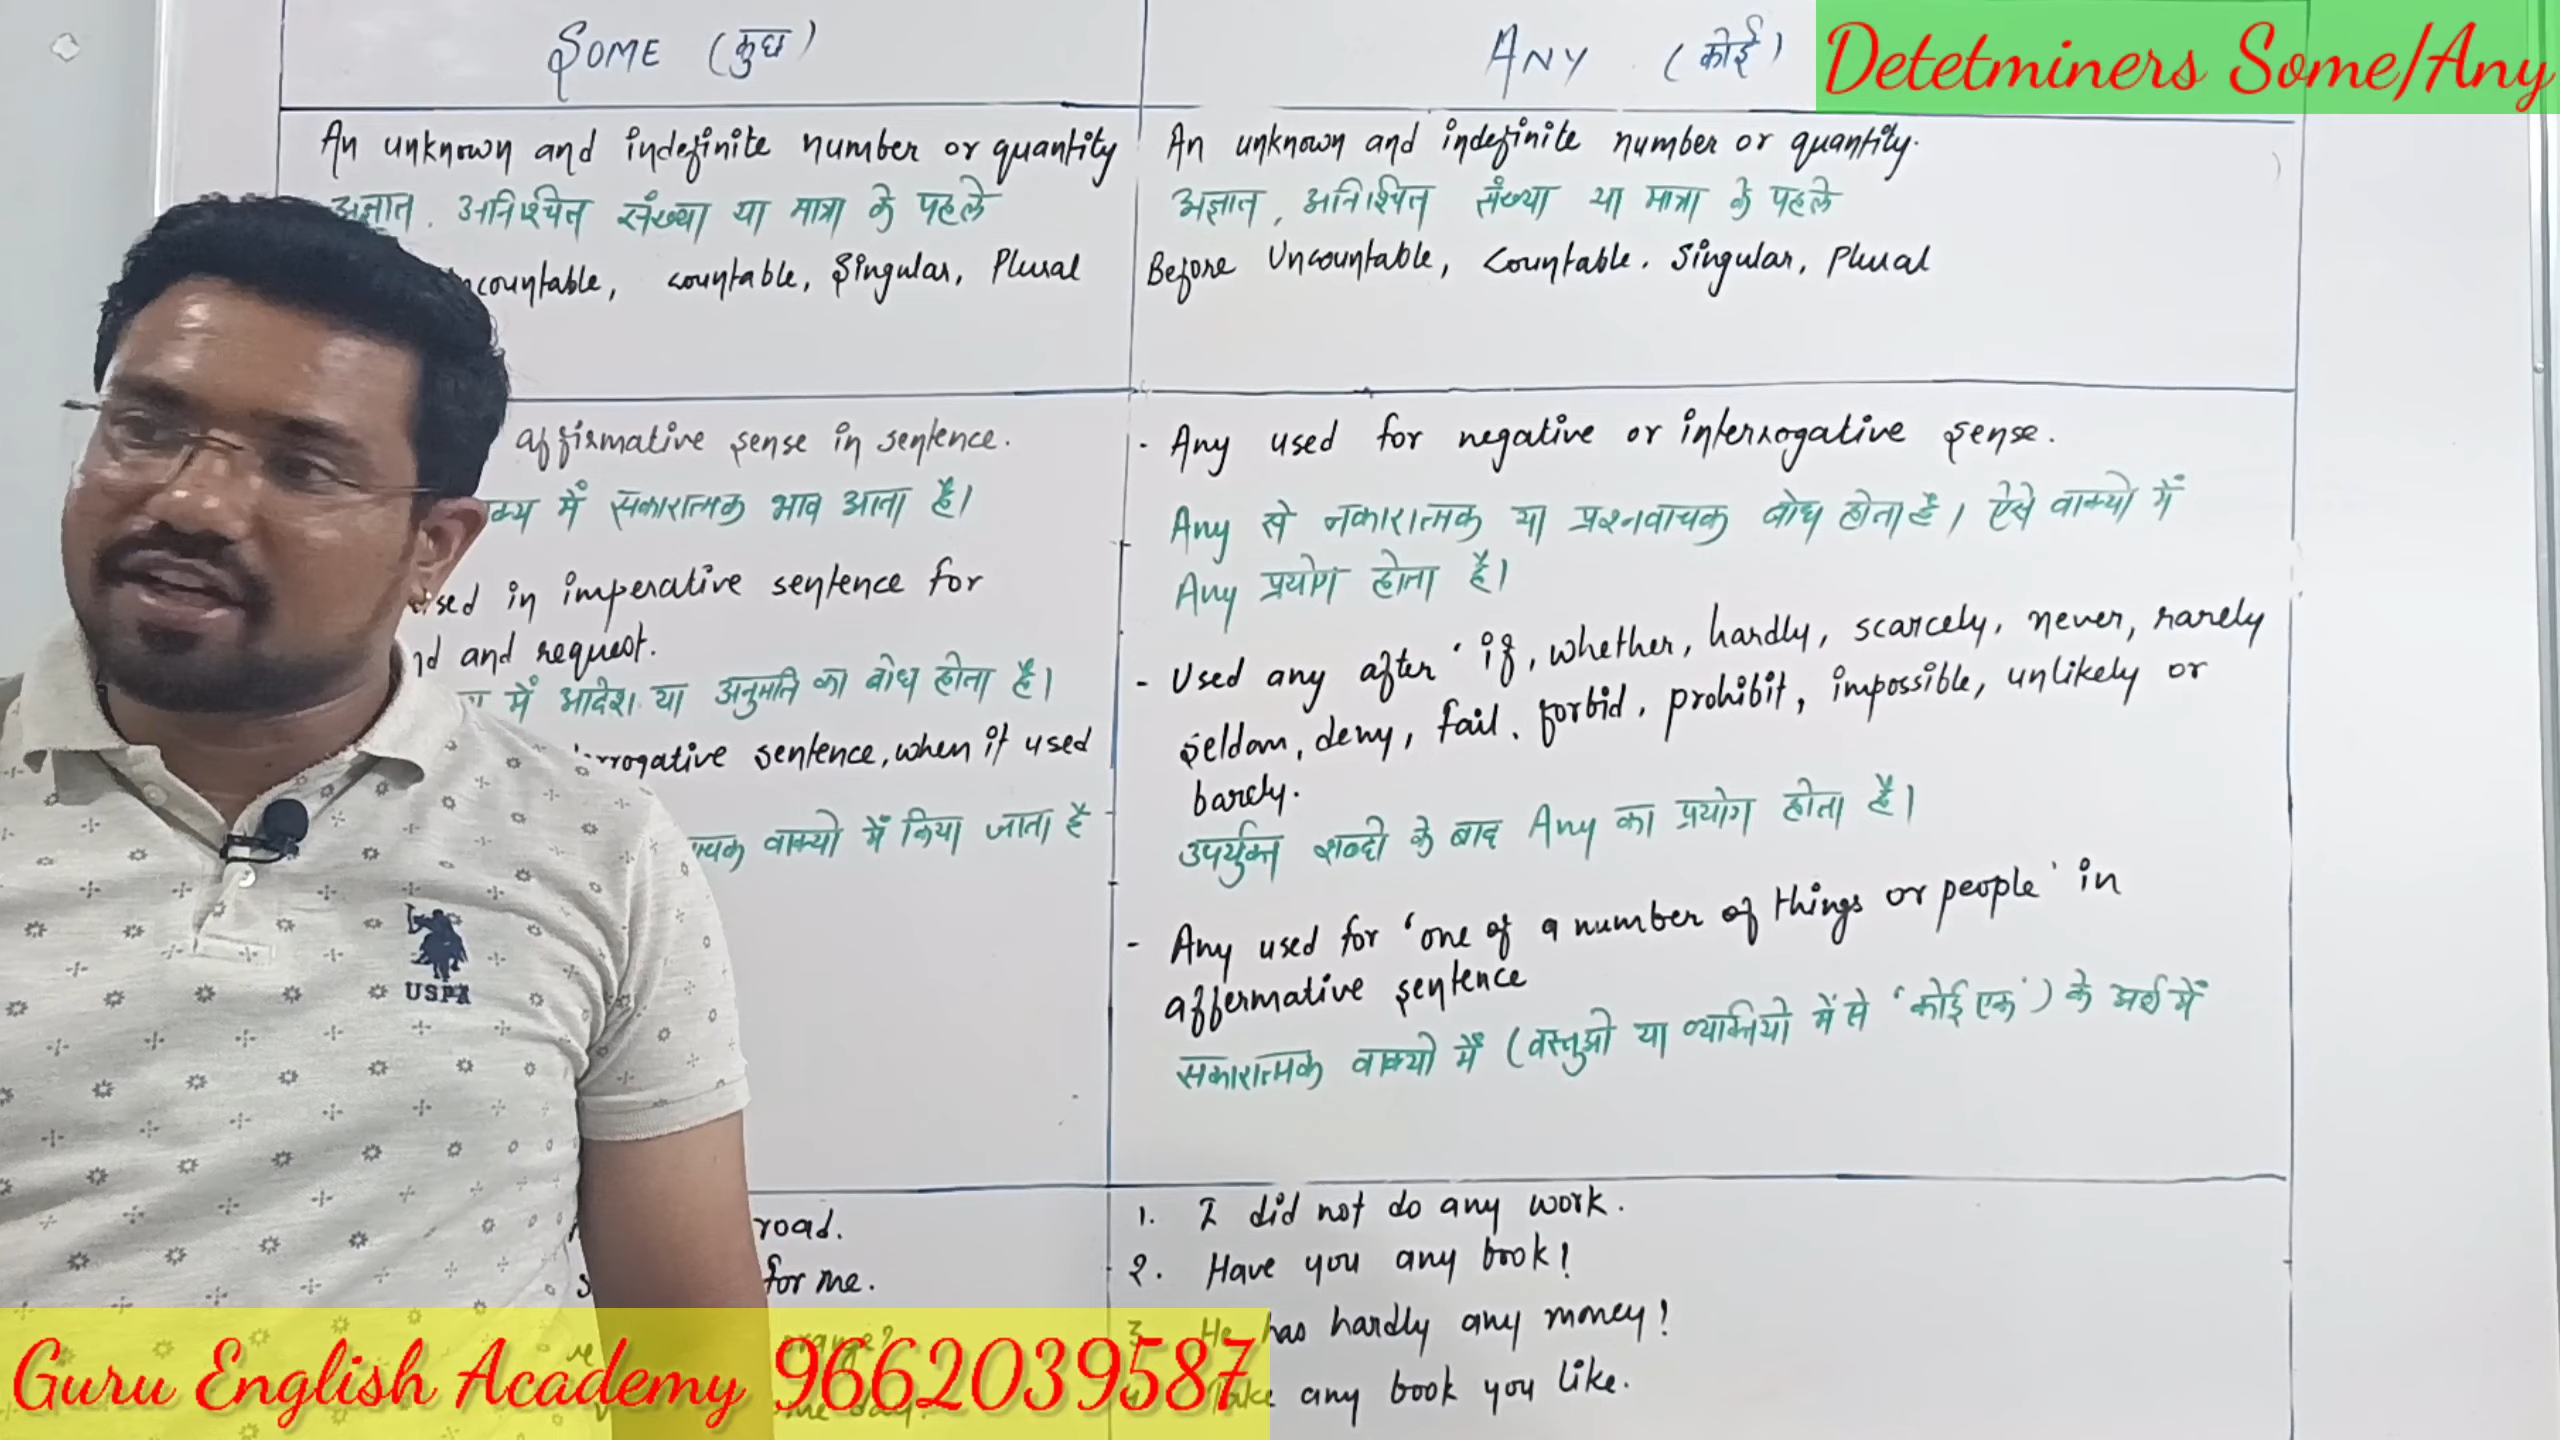 SOME (कुछ)
ANY (कोई)
Detetminers Some/Any
An unknown and indefinite number or quantity
अज्ञात, अनिश्चित संख्या या मात्रा के पहले
countable, countable, Singular, Plural
An unknown and indefinite number or quantity.
अज्ञात, अनिश्चित संख्या या मात्रा के पहले
Before Uncountable, Countable. Singular, Plural
affirmative sense in sentence.
में सकारात्मक भाव आता है।
used in imperative sentence for
and request.
में आदेश या अनुमति का बोध होता है।
sentence, when it used
वाक्यो में किया जाता है
- Any used for negative or interrogative sense.
Any से नकारात्मक या प्रश्नवाचक बोध होता है। ऐसे वाक्यो में
Any प्रयोग होता है।
- Used any after ' if, whether, hardly, scarcely, never, rarely
seldom, deny, fail, forbid, prohibit, impossible, unlikely or
barely.
उपर्युक्त शब्दो के बाद Any का प्रयोग होता है।
- Any used for 'one of a number of things or people' in
affermative sentence
सकारात्मक वाक्यो में (वस्तुओ या व्यक्तियो में से 'कोई एक') के अर्थ में
road.
for me.
orange?
day.
1. I did not do any work.
2. Have you any book!
3. He has hardly any money!
Take any book you like.
USPA
Guru English Academy 9662039587